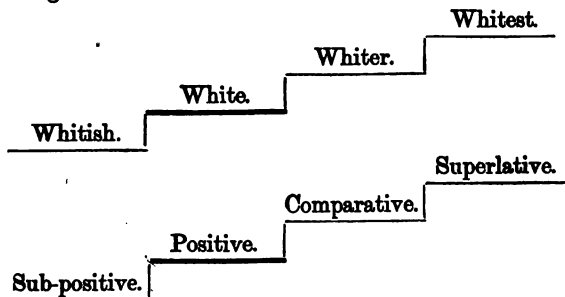 Whitest.
Whiter.
White.
Whitish.
Superlative.
Comparative.
Positive.
Sub-positive.